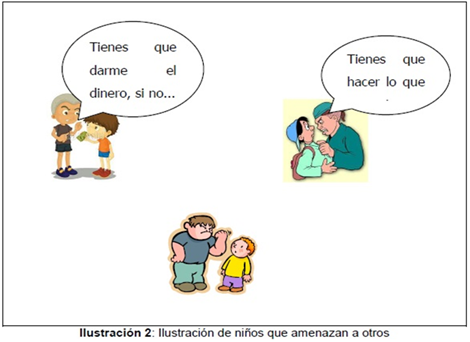 Tienes que
darme el
dinero, si no...
Tienes que
hacer lo que
Ilustración 2: Ilustración de niños que amenazan a otros